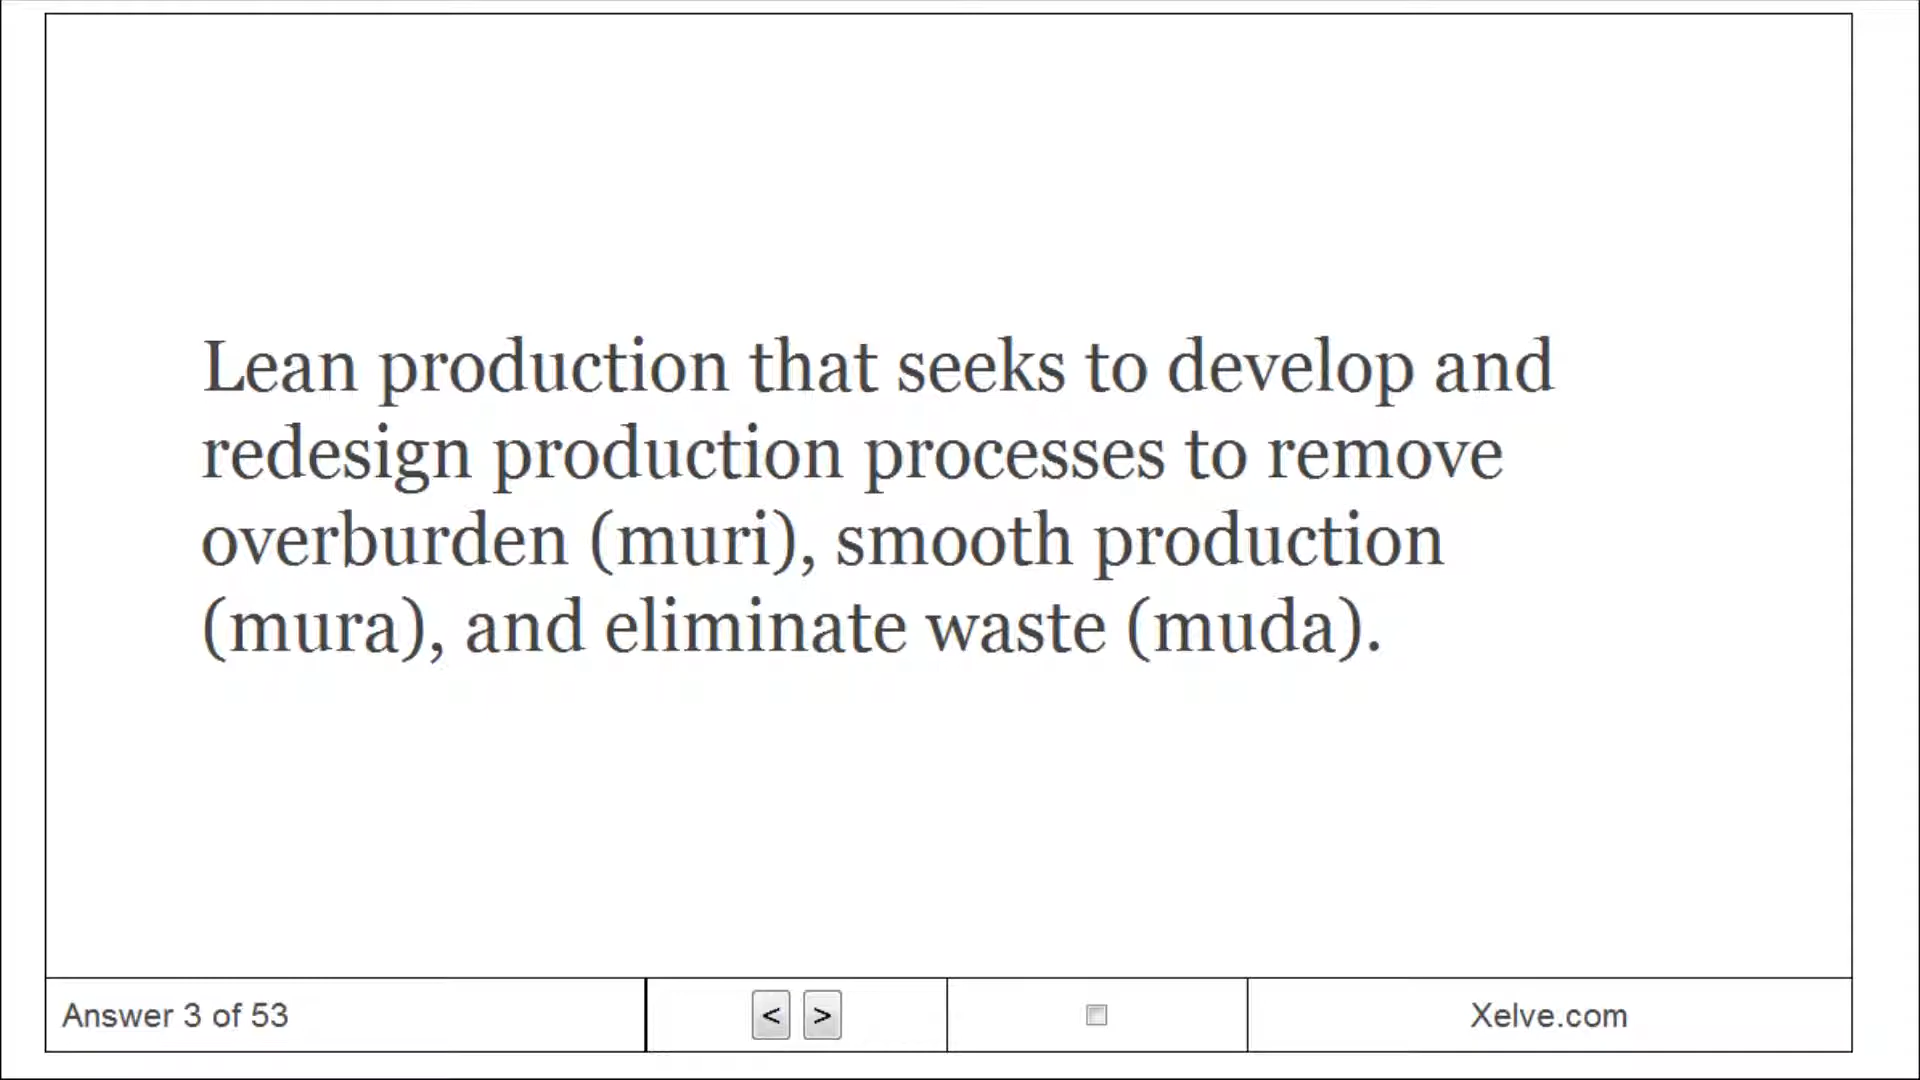 Lean production that seeks to develop and
redesign production processes to remove
overburden (muri), smooth production
(mura), and eliminate waste (muda).
Answer 3 of 53
< >
Xelve.com